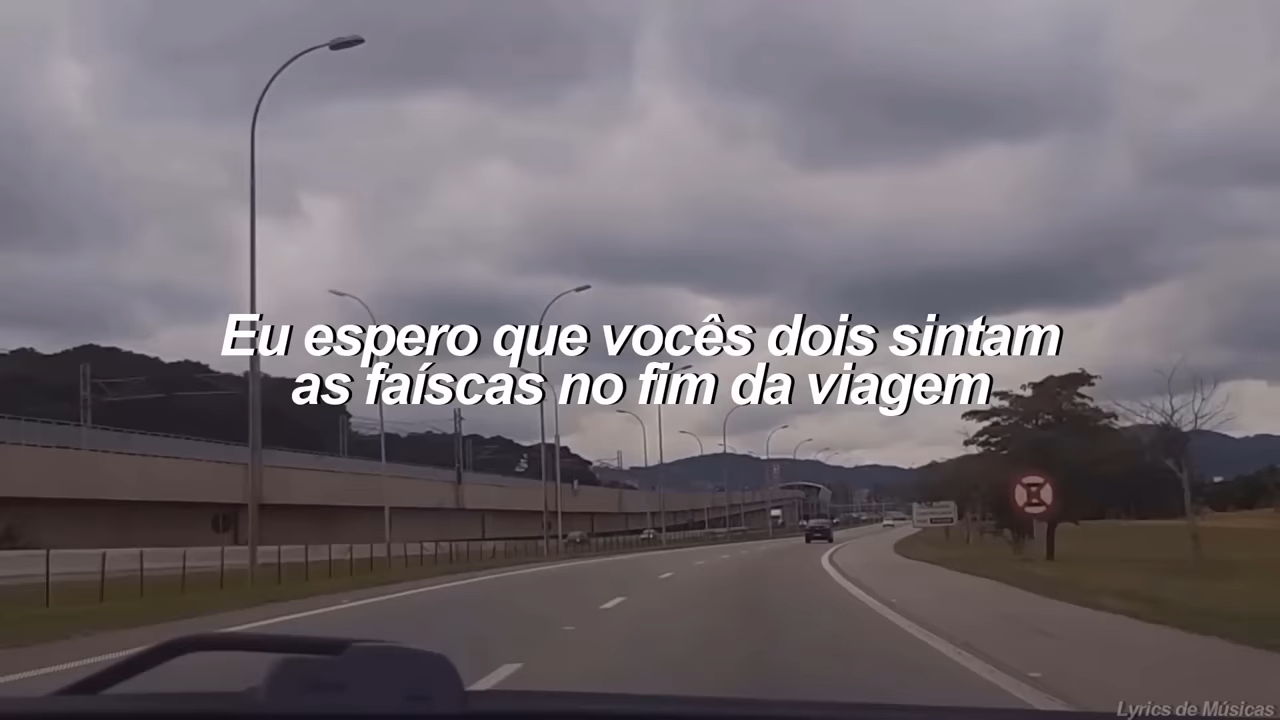 Eu espero que vocês dois sintam
as faíscas no fim da viagem
Lyrics de Músicas